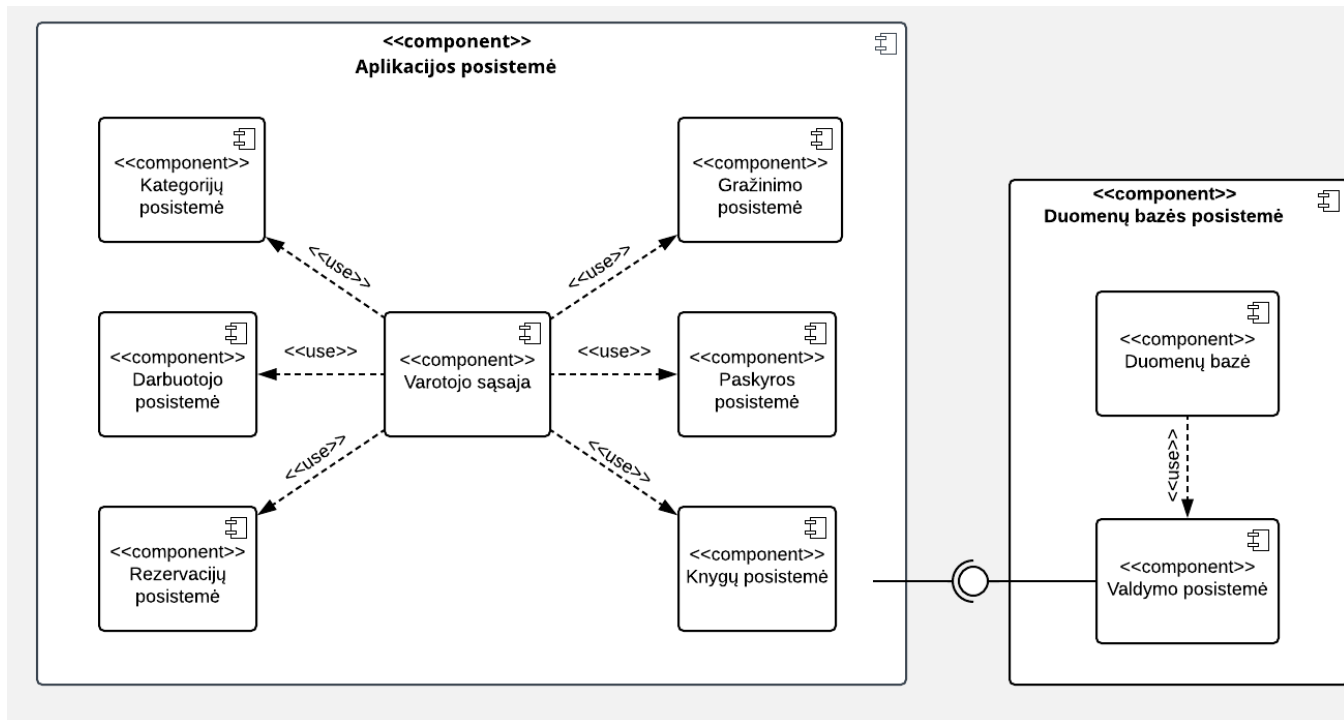 <<component>>
Aplikacijos posistemė
<<component>>
Kategorijų
posistemė
<<component>>
Gražinimo
posistemė
<<use>>
<<use>>
<<component>>
Darbuotojo
posistemė
<<use>>
<<component>>
Varotojo sąsaja
<<use>>
<<component>>
Paskyros
posistemė
<<use>>
<<use>>
<<component>>
Rezervacijų
posistemė
<<component>>
Knygų posistemė
<<component>>
Duomenų bazės posistemė
<<component>>
Duomenų bazė
<<use>>
<<component>>
Valdymo posistemė